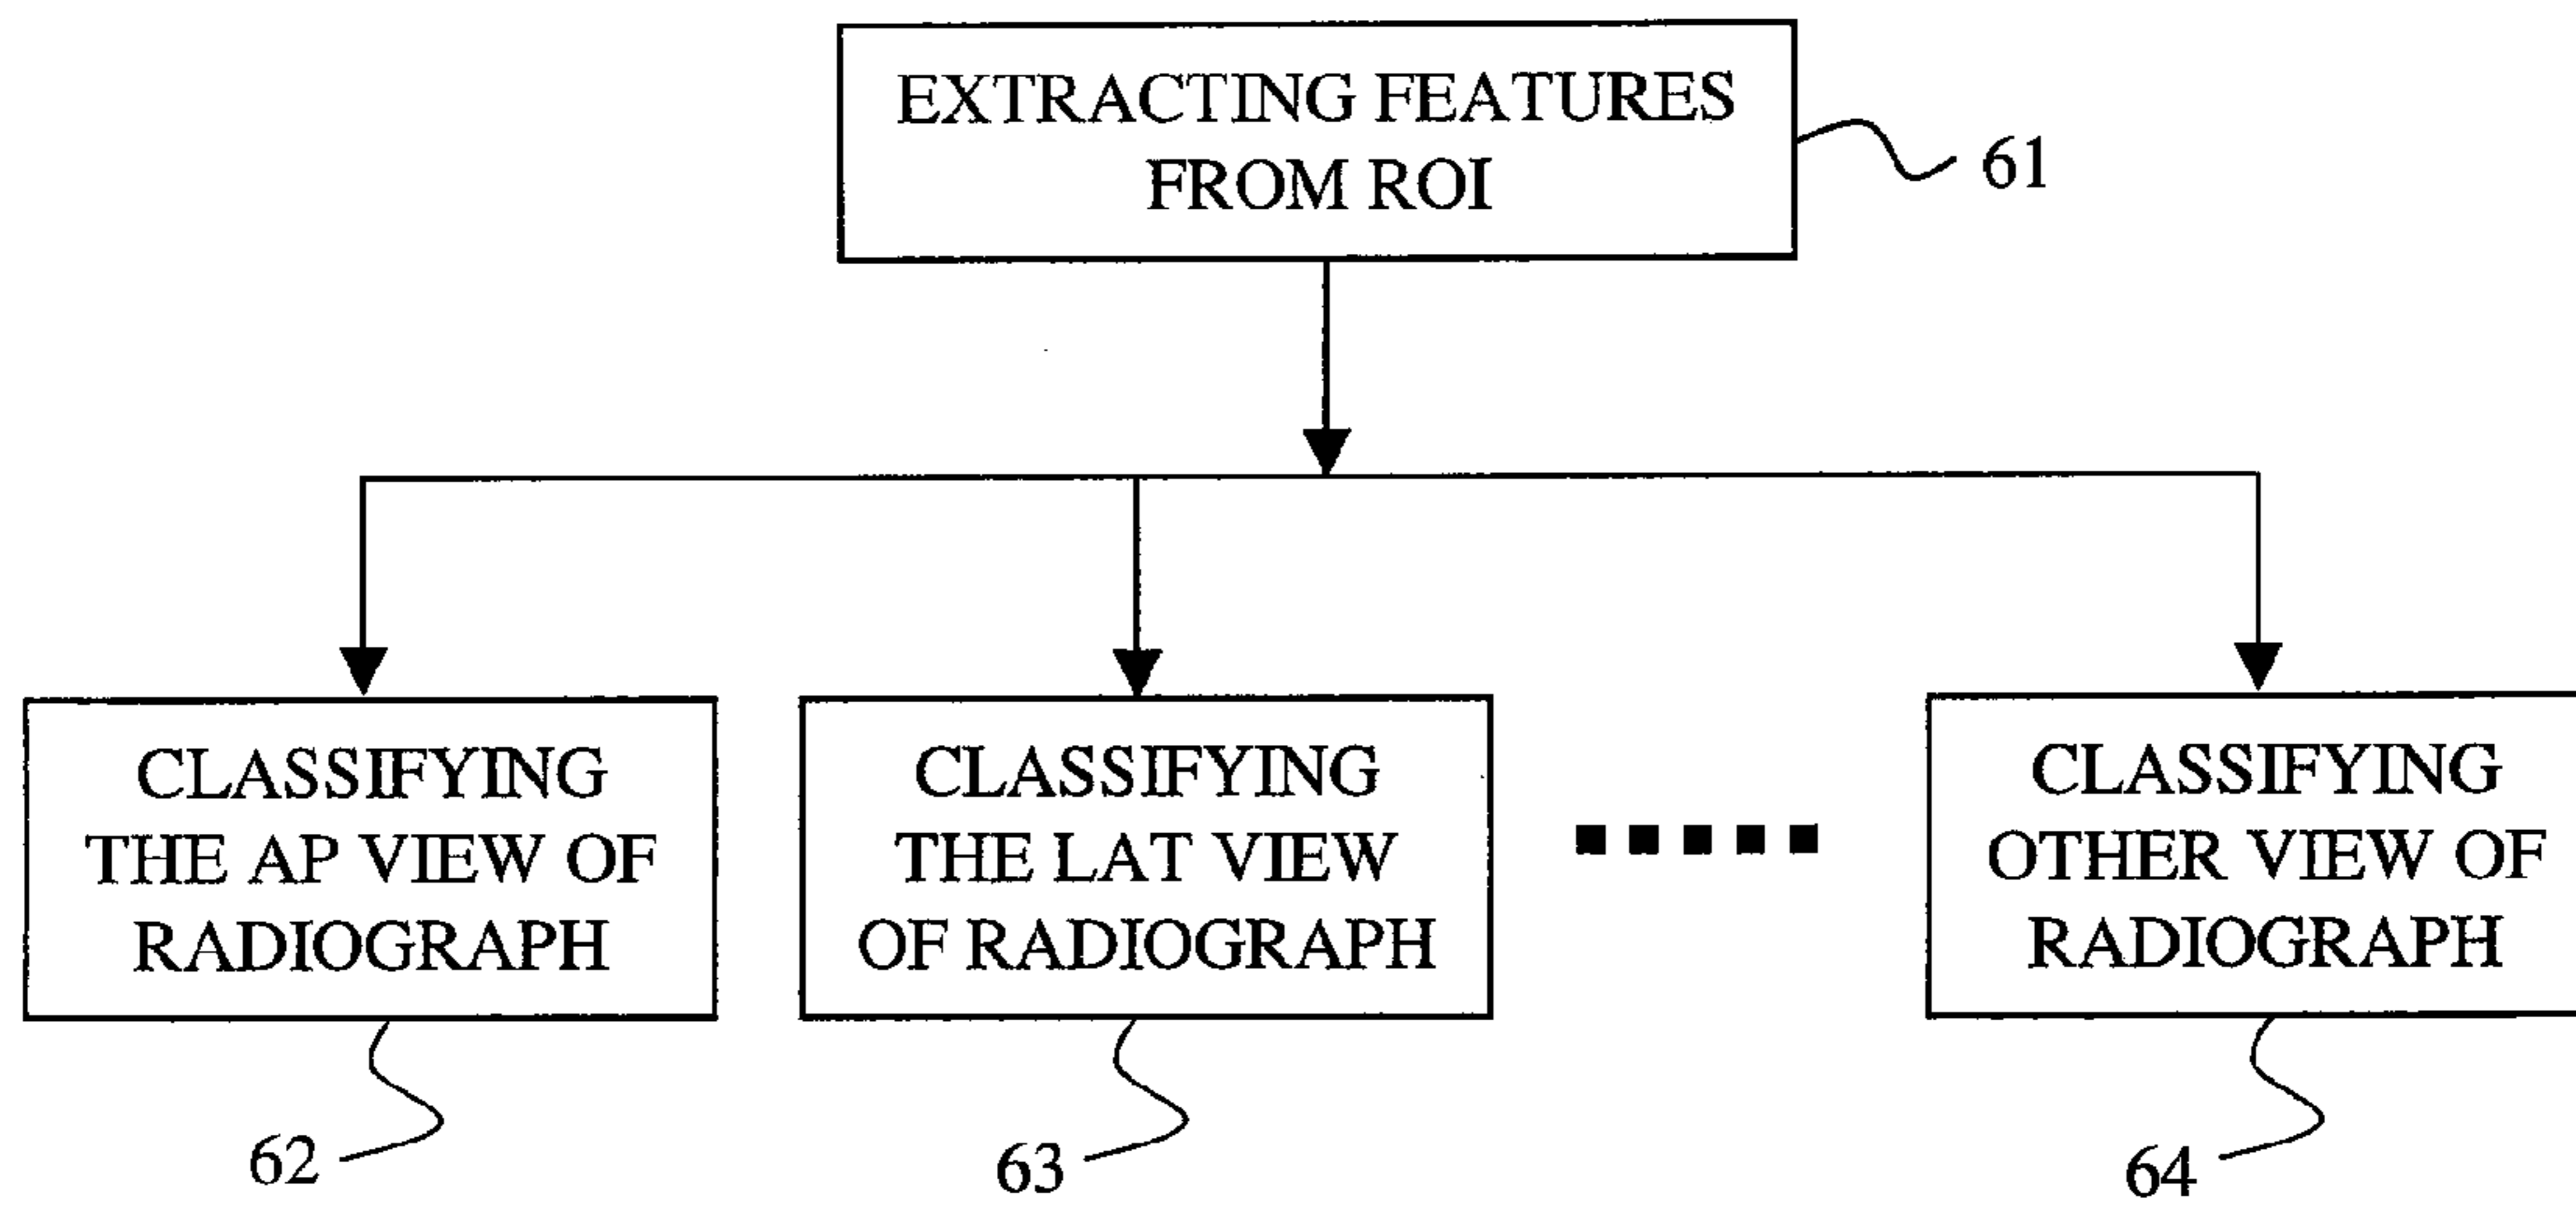 EXTRACTING FEATURES
FROM ROI
61
CLASSIFYING
THE AP VIEW OF
RADIOGRAPH
62
CLASSIFYING
THE LAT VIEW
OF RADIOGRAPH
63
CLASSIFYING
OTHER VIEW OF
RADIOGRAPH
64